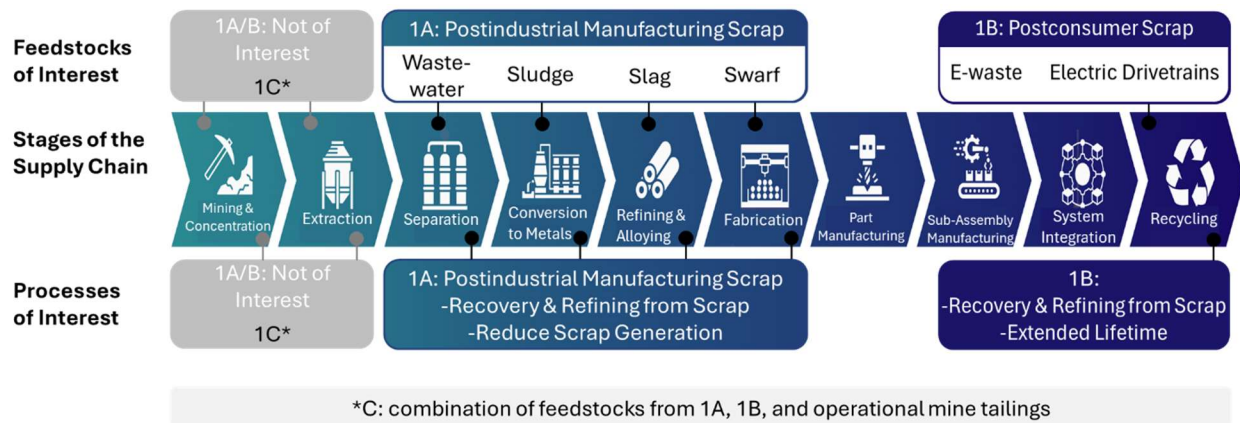 Feedstocks
of Interest
1A/B: Not of
Interest
1C*
1A: Postindustrial Manufacturing Scrap
Waste-
water
Sludge
Slag
Swarf
1B: Postconsumer Scrap
E-waste
Electric Drivetrains
Stages of the
Supply Chain
Mining &
Concentration
Extraction
Separation
Conversion
to Metals
Refining &
Alloying
Fabrication
Part
Manufacturing
Sub-Assembly
Manufacturing
System
Integration
Recycling
Processes
of Interest
1A/B: Not of
Interest
1C*
1A: Postindustrial Manufacturing Scrap
-Recovery & Refining from Scrap
-Reduce Scrap Generation
1B:
-Recovery & Refining from Scrap
-Extended Lifetime
*C: combination of feedstocks from 1A, 1B, and operational mine tailings